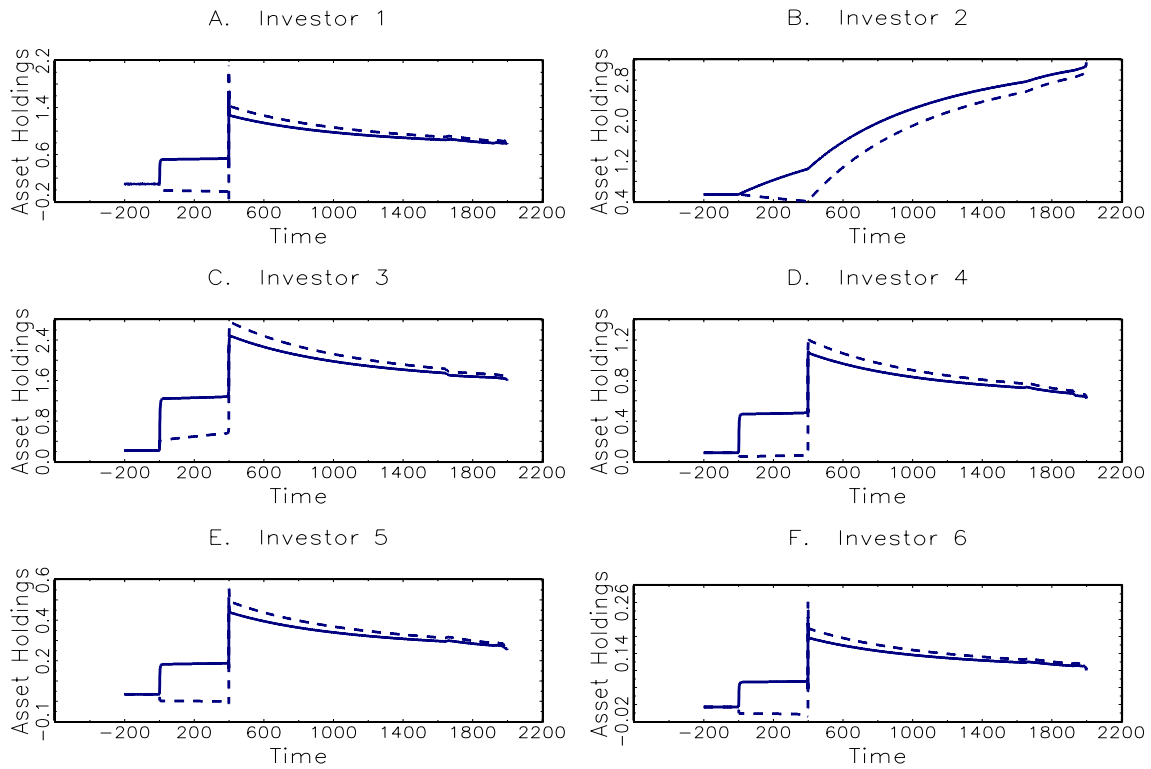 A. Investor 1
Asset Holdings
-0.2 0.6 1.4 2.2
-200 200 600 1000 1400 1800 2200
Time
B. Investor 2
Asset Holdings
0.4 1.2 2.0 2.8
-200 200 600 1000 1400 1800 2200
Time
C. Investor 3
Asset Holdings
0.0 0.8 1.6 2.4
-200 200 600 1000 1400 1800 2200
Time
D. Investor 4
Asset Holdings
0.0 0.4 0.8 1.2
-200 200 600 1000 1400 1800 2200
Time
E. Investor 5
Asset Holdings
-0.1 0.2 0.4 0.6
-200 200 600 1000 1400 1800 2200
Time
F. Investor 6
Asset Holdings
-0.02 0.14 0.26
-200 200 600 1000 1400 1800 2200
Time